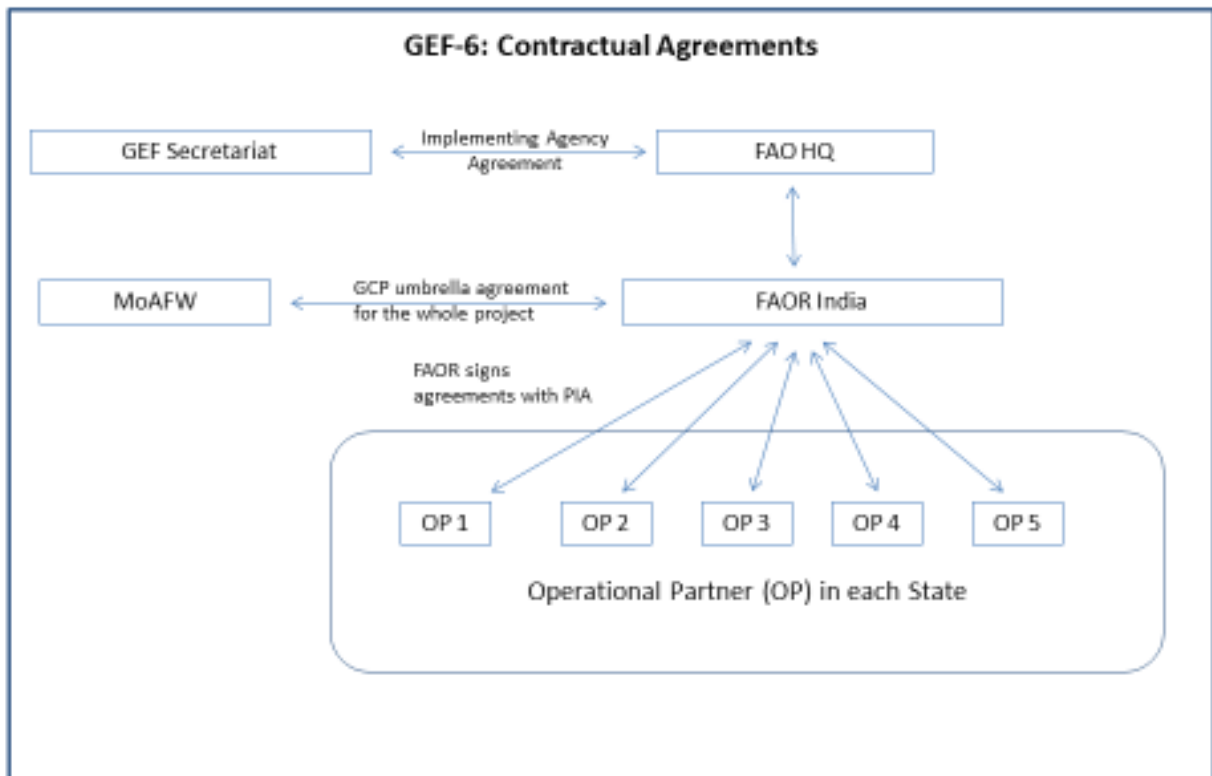 GEF-6: Contractual Agreements
GEF Secretariat
Implementing Agency
Agreement
FAO HQ
MoAFW
GCP umbrella agreement
for the whole project
FAOR India
FAOR signs
agreements with PIA
OP 1
OP 2
OP 3
OP 4
OP 5
Operational Partner (OP) in each State